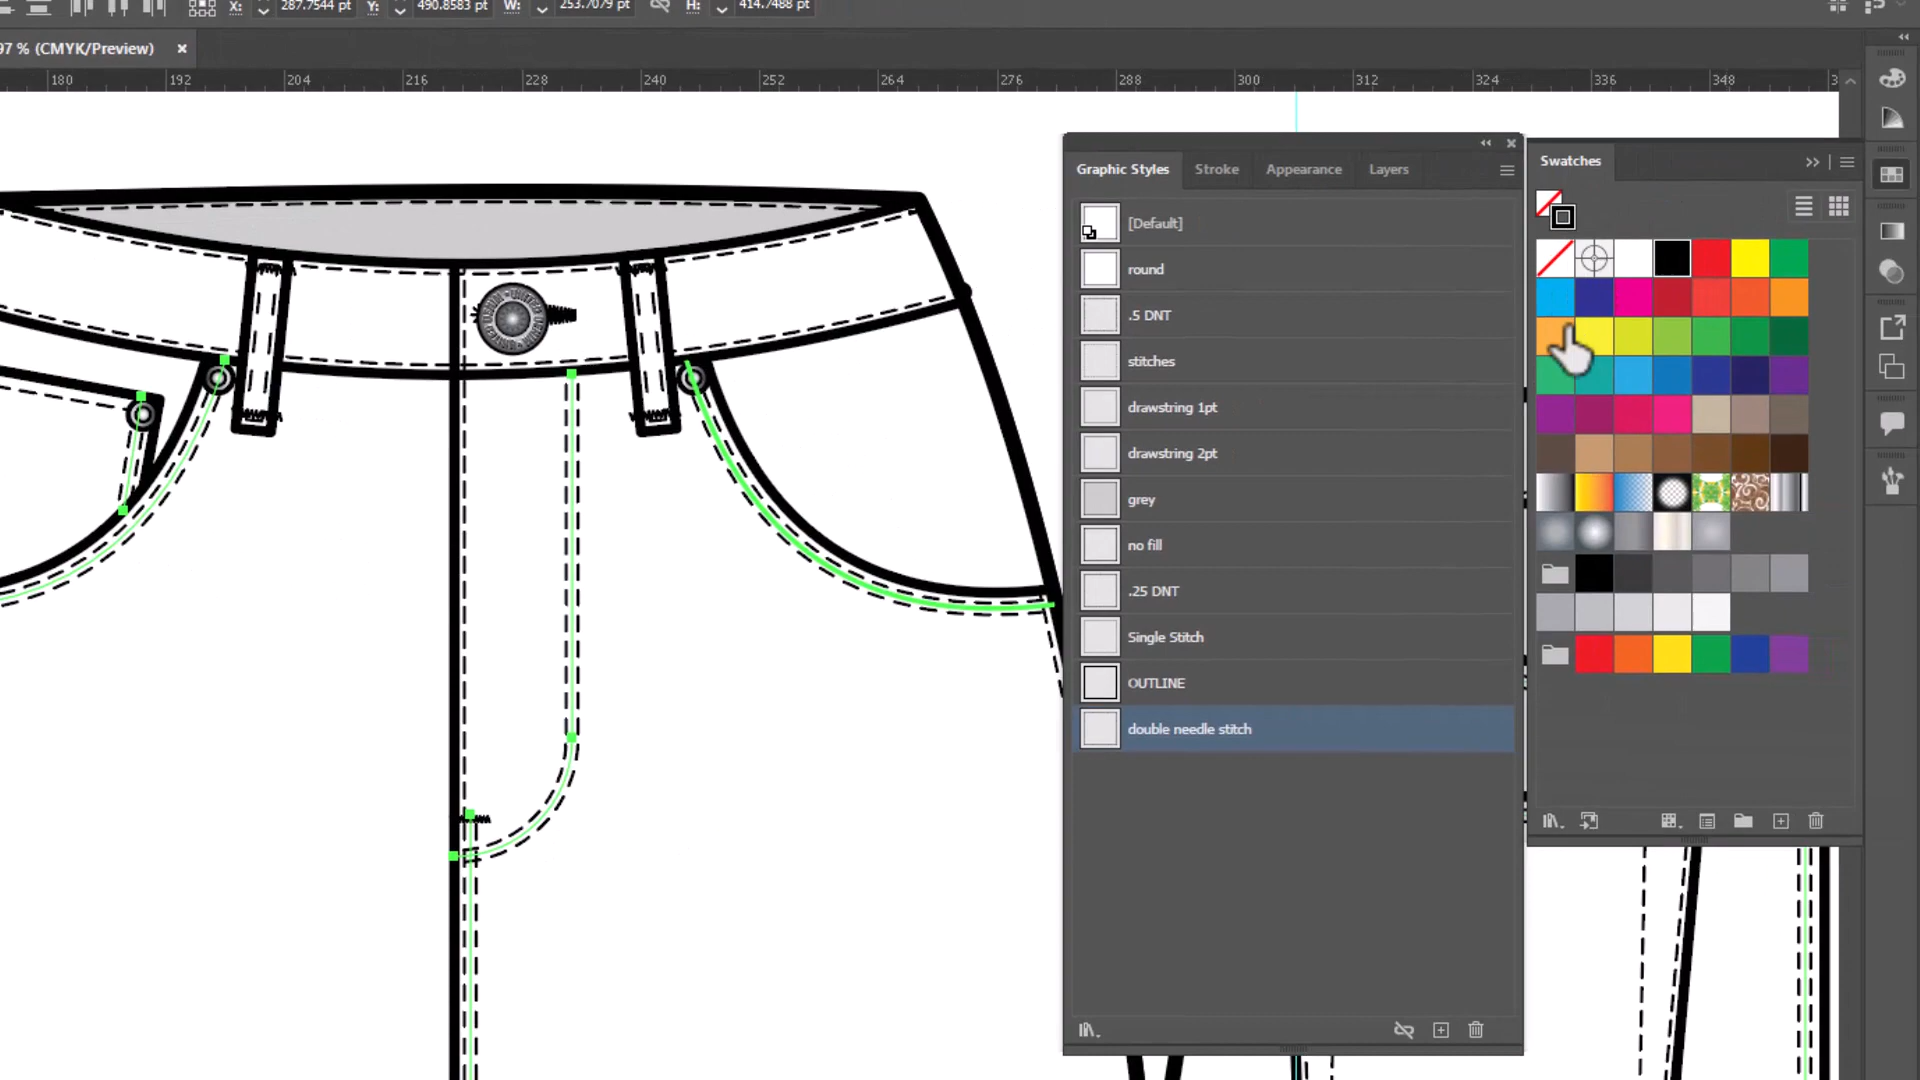 X: 287.7544 pt Y: 490.8583 pt W: 253.7079 pt H: 414.7488 pt
97 % (CMYK/Preview) ×
180 192 204 216 228 240 252 264 276 288 300 312 324 336 348 3
Graphic Styles Stroke Appearance Layers
Swatches
[Default]
round
.5 DNT
stitches
drawstring 1pt
drawstring 2pt
grey
no fill
.25 DNT
Single Stitch
OUTLINE
double needle stitch